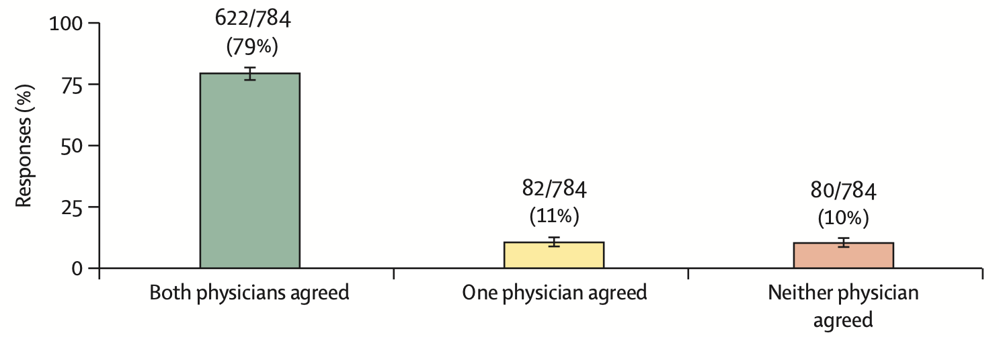 Responses (%)
100
75
50
25
0
622/784
(79%)
82/784
(11%)
80/784
(10%)
Both physicians agreed
One physician agreed
Neither physician
agreed